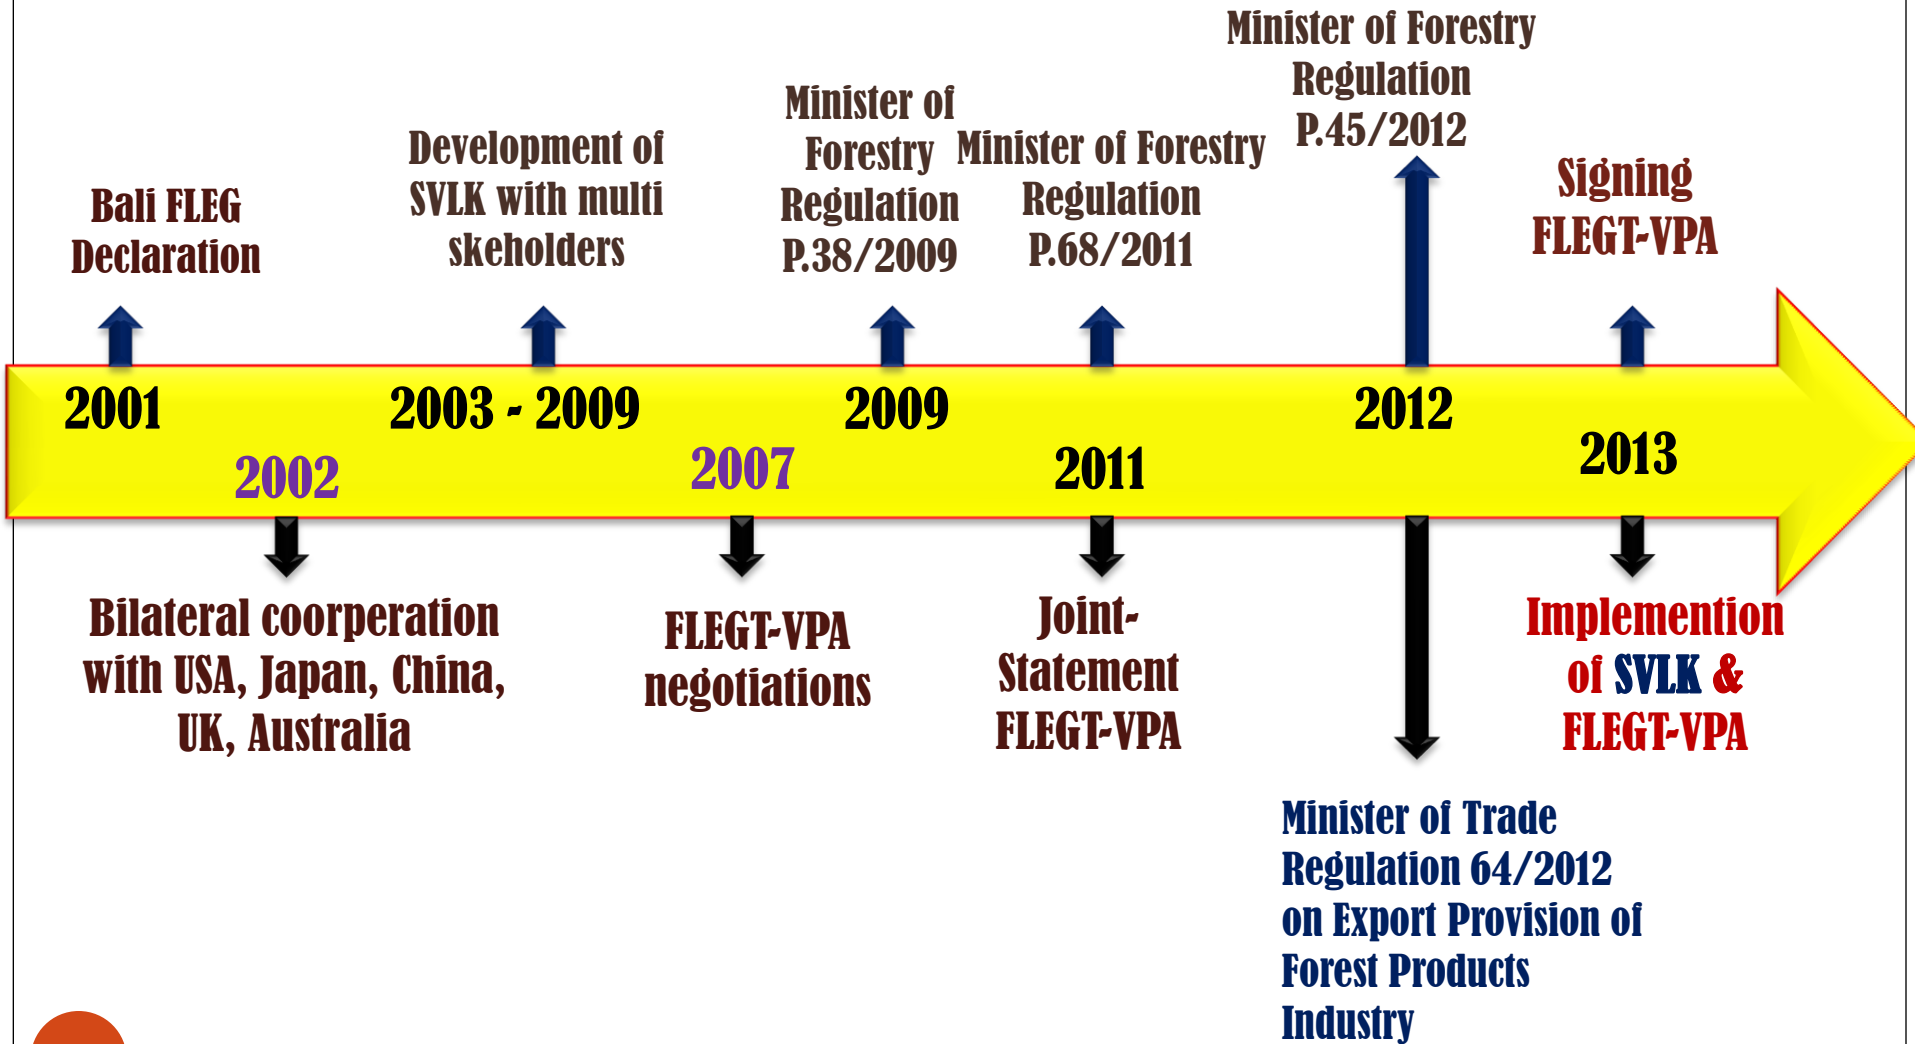 Bali FLEG
Declaration
Development of
SVLK with multi
skeholders
Minister of
Forestry
Regulation
P.38/2009
Minister of Forestry
Regulation
P.68/2011
Minister of Forestry
Regulation
P.45/2012
Signing
FLEGT-VPA
2001
2002
2003 - 2009
2007
2009
2011
2012
2013
Bilateral coorperation
with USA, Japan, China,
UK, Australia
FLEGT-VPA
negotiations
Joint-
Statement
FLEGT-VPA
Minister of Trade
Regulation 64/2012
on Export Provision of
Forest Products
Industry
Implemention
of SVLK &
FLEGT-VPA